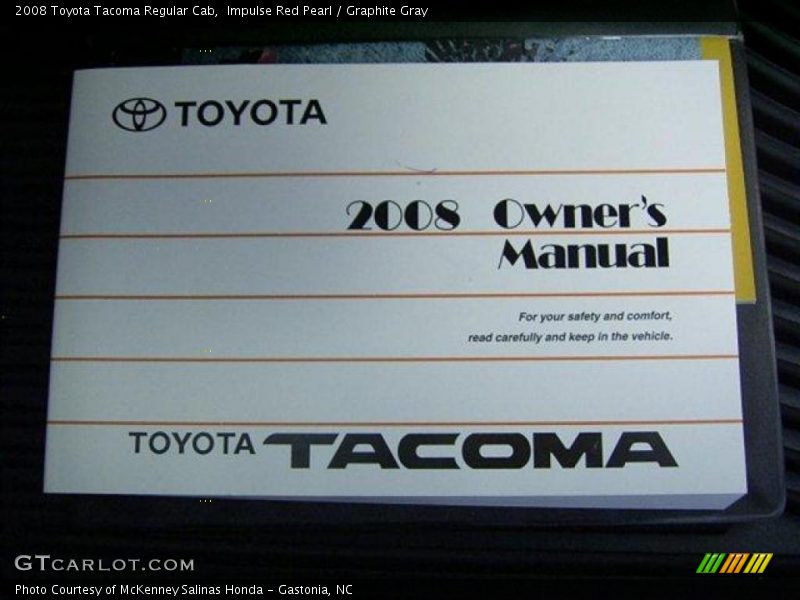 2008 Toyota Tacoma Regular Cab, Impulse Red Pearl / Graphite Gray
TOYOTA
2008 Owner's
Manual
For your safety and comfort,
read carefully and keep in the vehicle.
TOYOTA TACOMA
GTCARLOT.COM
Photo Courtesy of McKenney Salinas Honda - Gastonia, NC